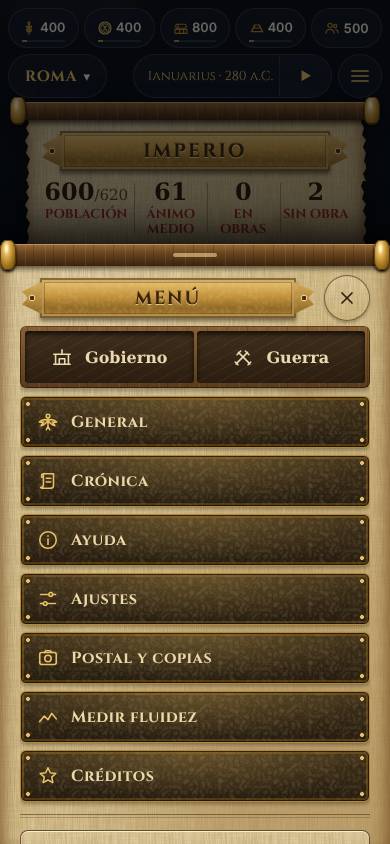 400 400 800 400 500
ROMA ▾ IANUARIUS · 280 A.C.
IMPERIO
600/620 61 0 2
POBLACIÓN ÁNIMO EN SIN OBRA
MEDIO OBRAS
MENÚ
Gobierno Guerra
GENERAL
CRÓNICA
AYUDA
AJUSTES
POSTAL Y COPIAS
MEDIR FLUIDEZ
CRÉDITOS